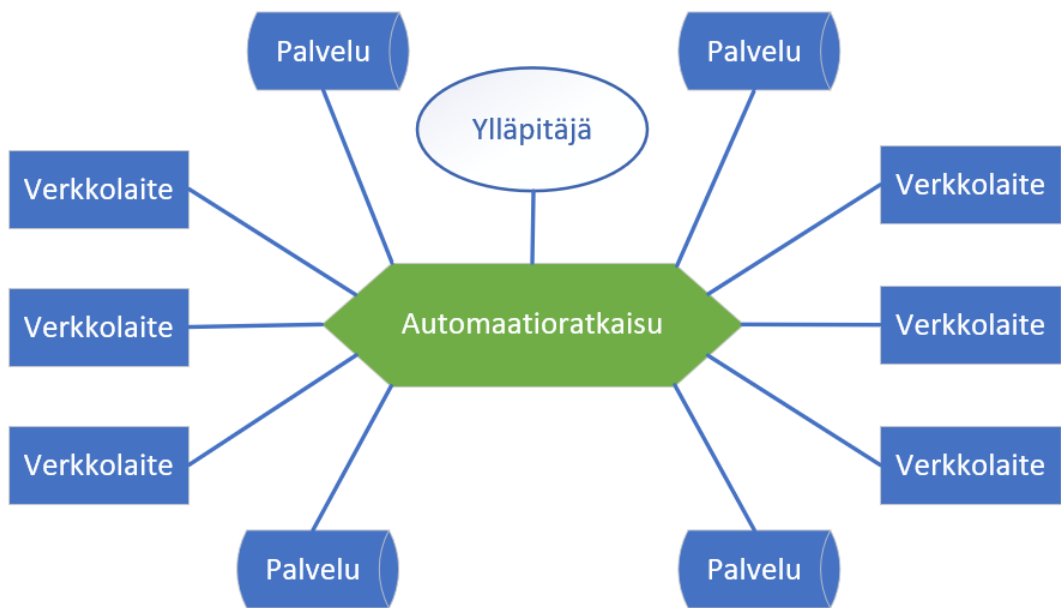 Palvelu
Palvelu
Ylläpitäjä
Verkkolaite
Verkkolaite
Verkkolaite
Automaatioratkaisu
Verkkolaite
Verkkolaite
Verkkolaite
Palvelu
Palvelu